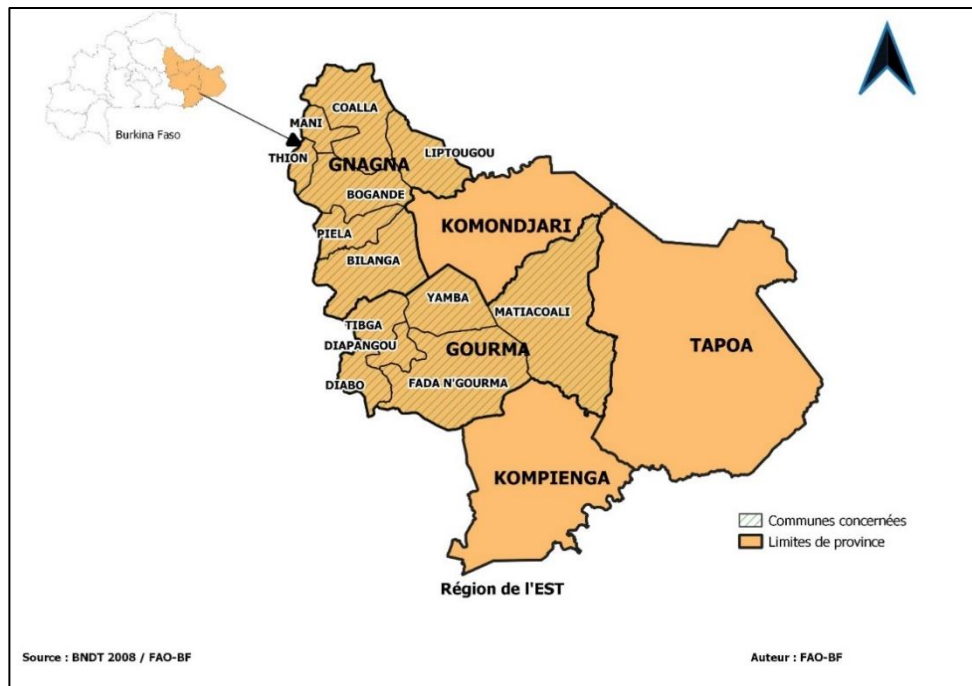 Burkina Faso
COALLA
MANI
THION
LIPTOUGOU
GNAGNA
BOGANDE
PIELA
KOMONDJARI
BILANGA
YAMBA
MATIACOALI
TIBGA
DIAPANGOU
GOURMA
TAPOA
DIABO
FADA N'GOURMA
KOMPIENGA
Communes concernées
Limites de province
Région de l'EST
Source : BNDT 2008 / FAO-BF
Auteur : FAO-BF